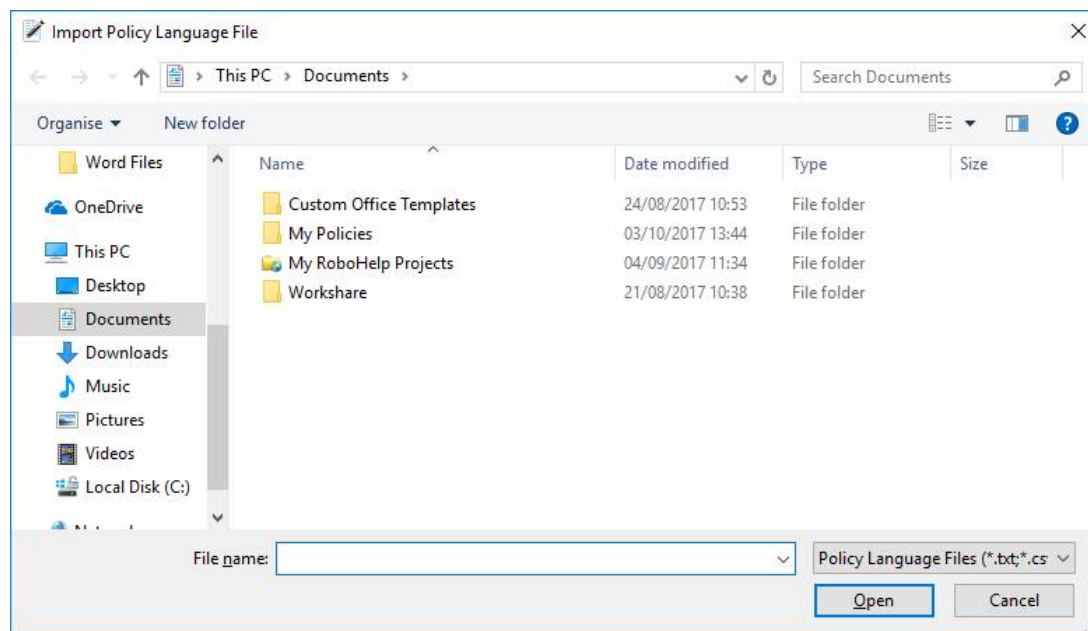 Import Policy Language File
This PC > Documents >
Search Documents
Organise
New folder
Word Files
OneDrive
This PC
Desktop
Documents
Downloads
Music
Pictures
Videos
Local Disk (C:)
Name Date modified Type Size
Custom Office Templates 24/08/2017 10:53 File folder
My Policies 03/10/2017 13:44 File folder
My RoboHelp Projects 04/09/2017 11:34 File folder
Workshare 21/08/2017 10:38 File folder
File name:
Policy Language Files (*.txt;*.cs
Open
Cancel